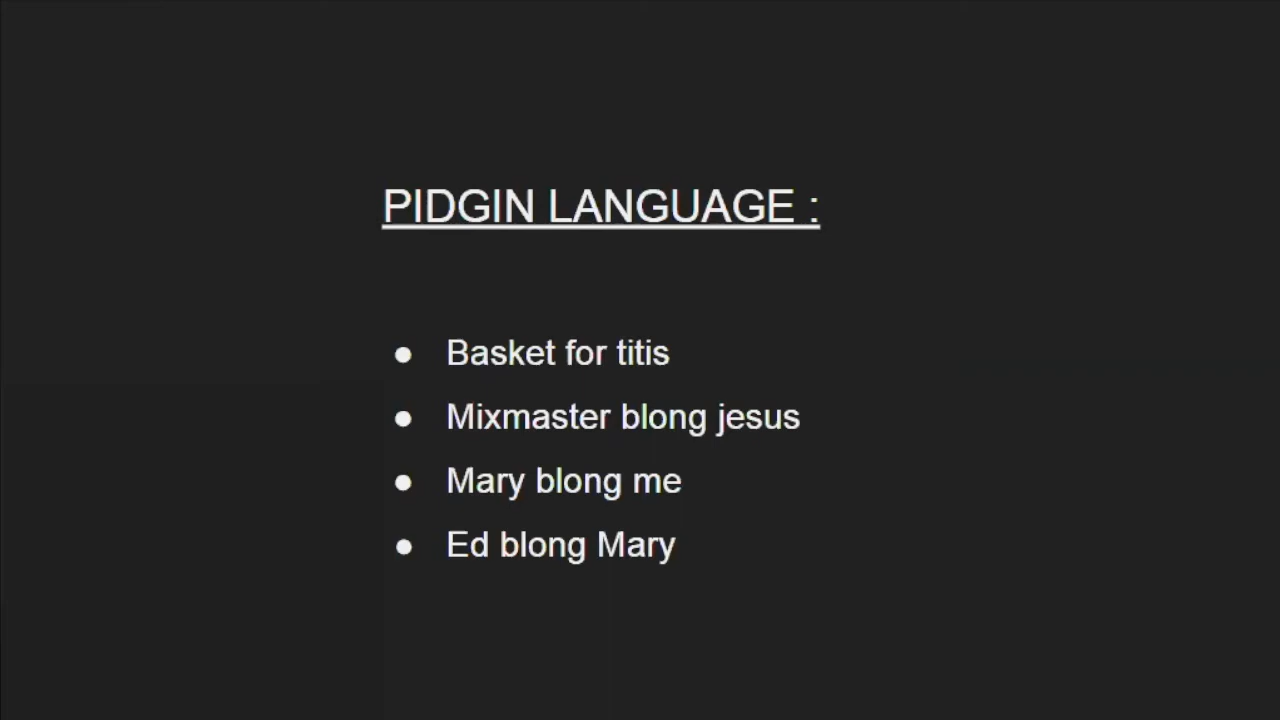 PIDGIN LANGUAGE :
● Basket for titis
● Mixmaster blong jesus
● Mary blong me
● Ed blong Mary